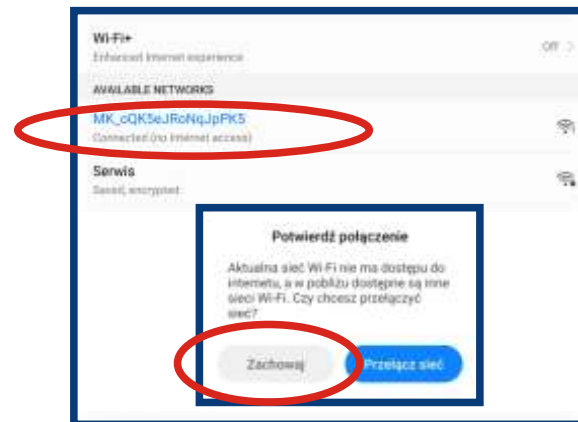 Wi-Fi+
Enhanced Internet experience
Off
AVAILABLE NETWORKS
MK_cQK5eJRoNqJpPK5
Connected (no Internet access)
Serwis
Saved, encrypted
Potwierdź połączenie
Aktualna sieć Wi-Fi nie ma dostępu do
internetu, a w pobliżu dostępne są inne
sieci Wi-Fi. Czy chcesz przełączyć
sieć?
Zachowaj
Przełącz sieć